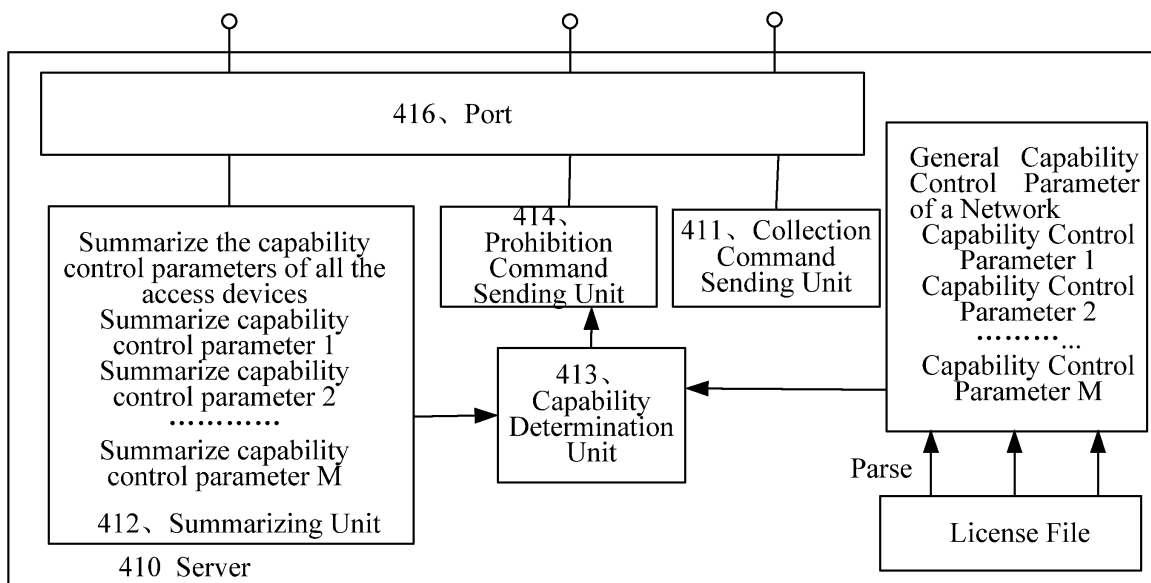 416、Port
Summarize the capability
control parameters of all the
access devices
Summarize capability
control parameter 1
Summarize capability
control parameter 2
…………
Summarize capability
control parameter M
412、Summarizing Unit
414、
Prohibition
Command
Sending Unit
411、Collection
Command
Sending Unit
413、
Capability
Determination
Unit
General Capability
Control Parameter
of a Network
Capability Control
Parameter 1
Capability Control
Parameter 2
………...
Capability Control
Parameter M
Parse
License File
410 Server